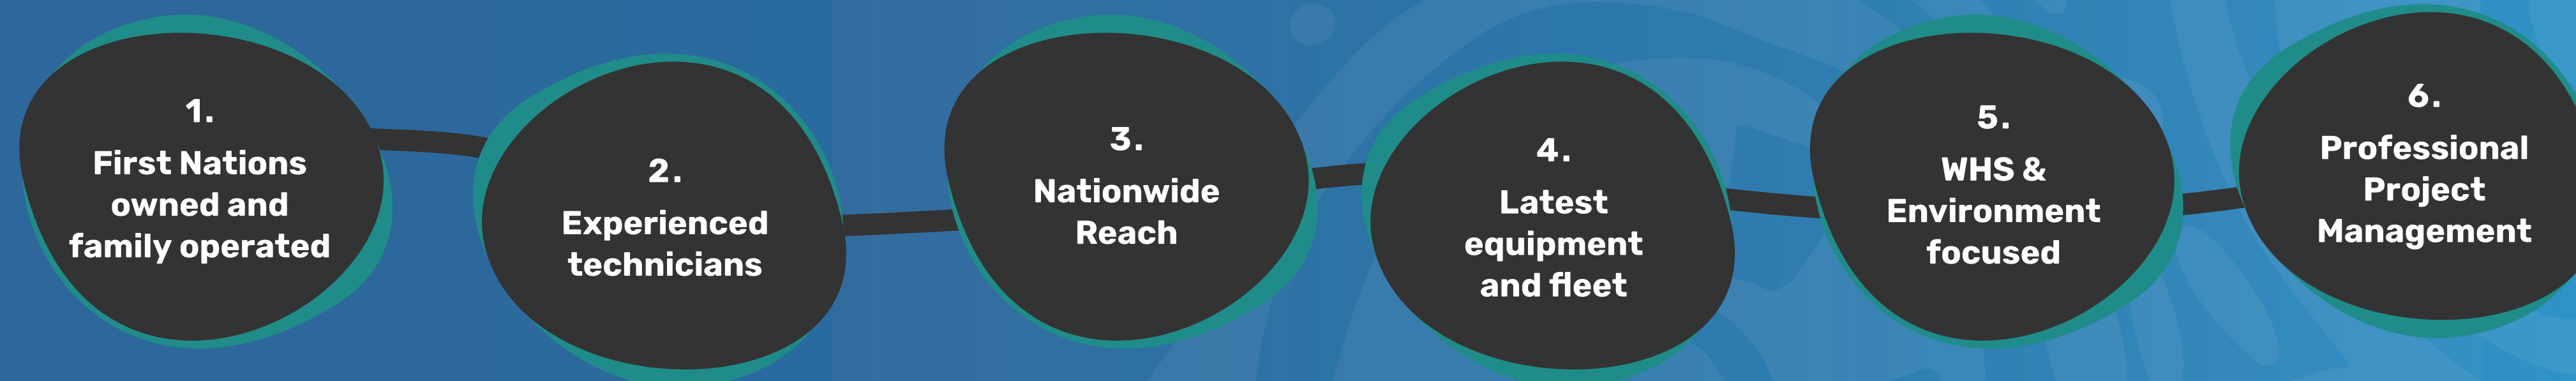 1.
First Nations
owned and
family operated
2.
Experienced
technicians
3.
Nationwide
Reach
4.
Latest
equipment
and fleet
5.
WHS &
Environment
focused
6.
Professional
Project
Management